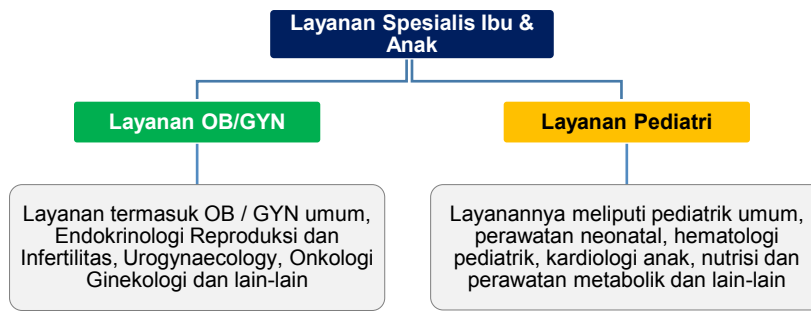 Layanan Spesialis Ibu &
Anak
Layanan OB/GYN
Layanan Pediatri
Layanan termasuk OB / GYN umum,
Endokrinologi Reproduksi dan
Infertilitas, Urogynaecology, Onkologi
Ginekologi dan lain-lain
Layanannya meliputi pediatrik umum,
perawatan neonatal, hematologi
pediatrik, kardiologi anak, nutrisi dan
perawatan metabolik dan lain-lain